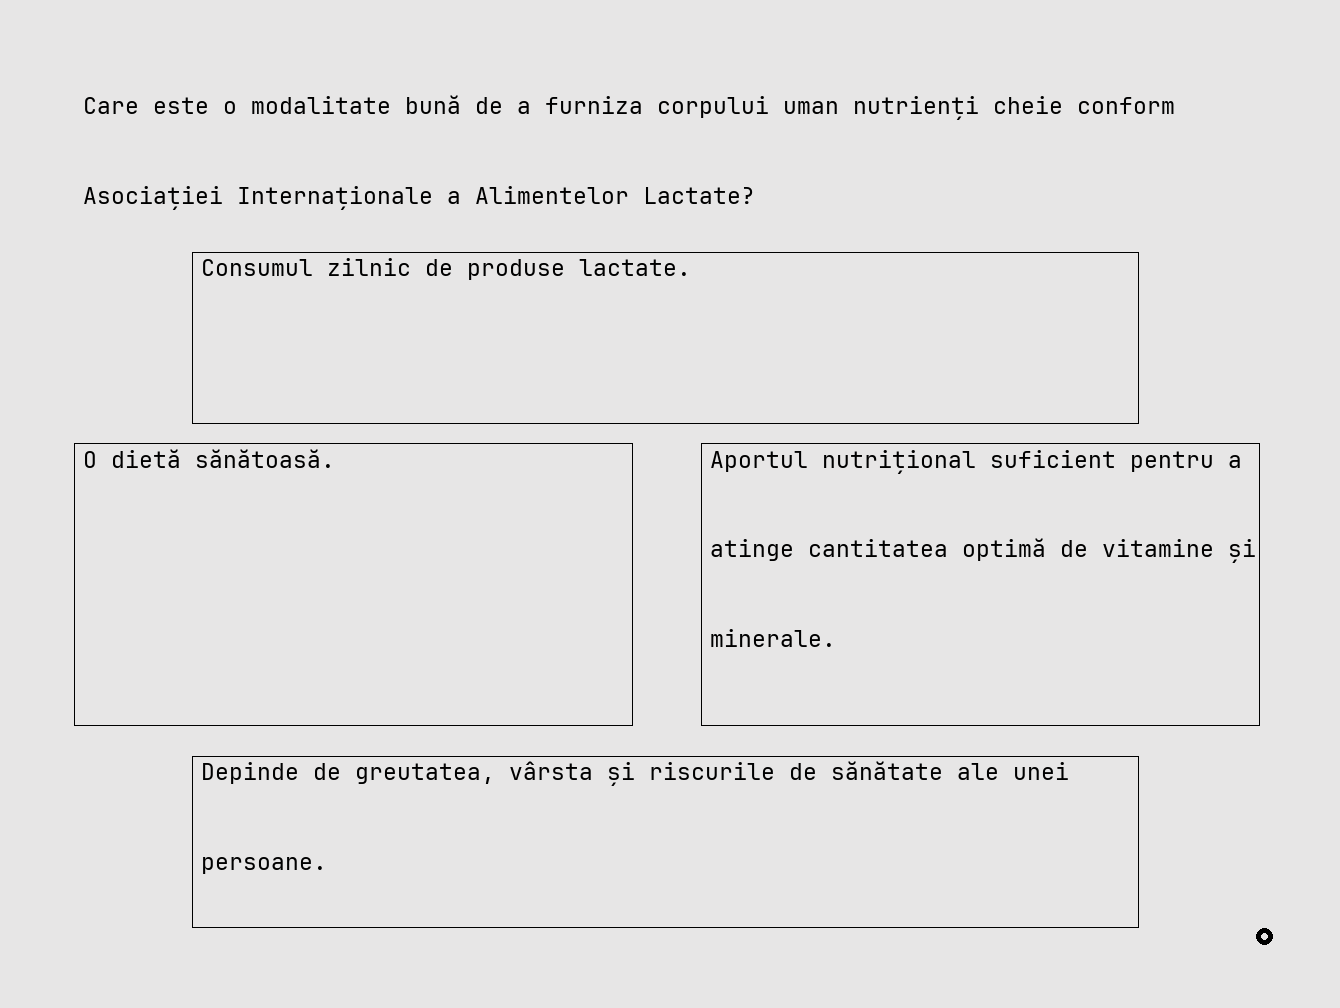 Care este o modalitate bună de a furniza corpului uman nutrienți cheie conform
Asociației Internaționale a Alimentelor Lactate?
Consumul zilnic de produse lactate.
O dietă sănătoasă.
Aportul nutrițional suficient pentru a
atinge cantitatea optimă de vitamine și
minerale.
Depinde de greutatea, vârsta și riscurile de sănătate ale unei
persoane.